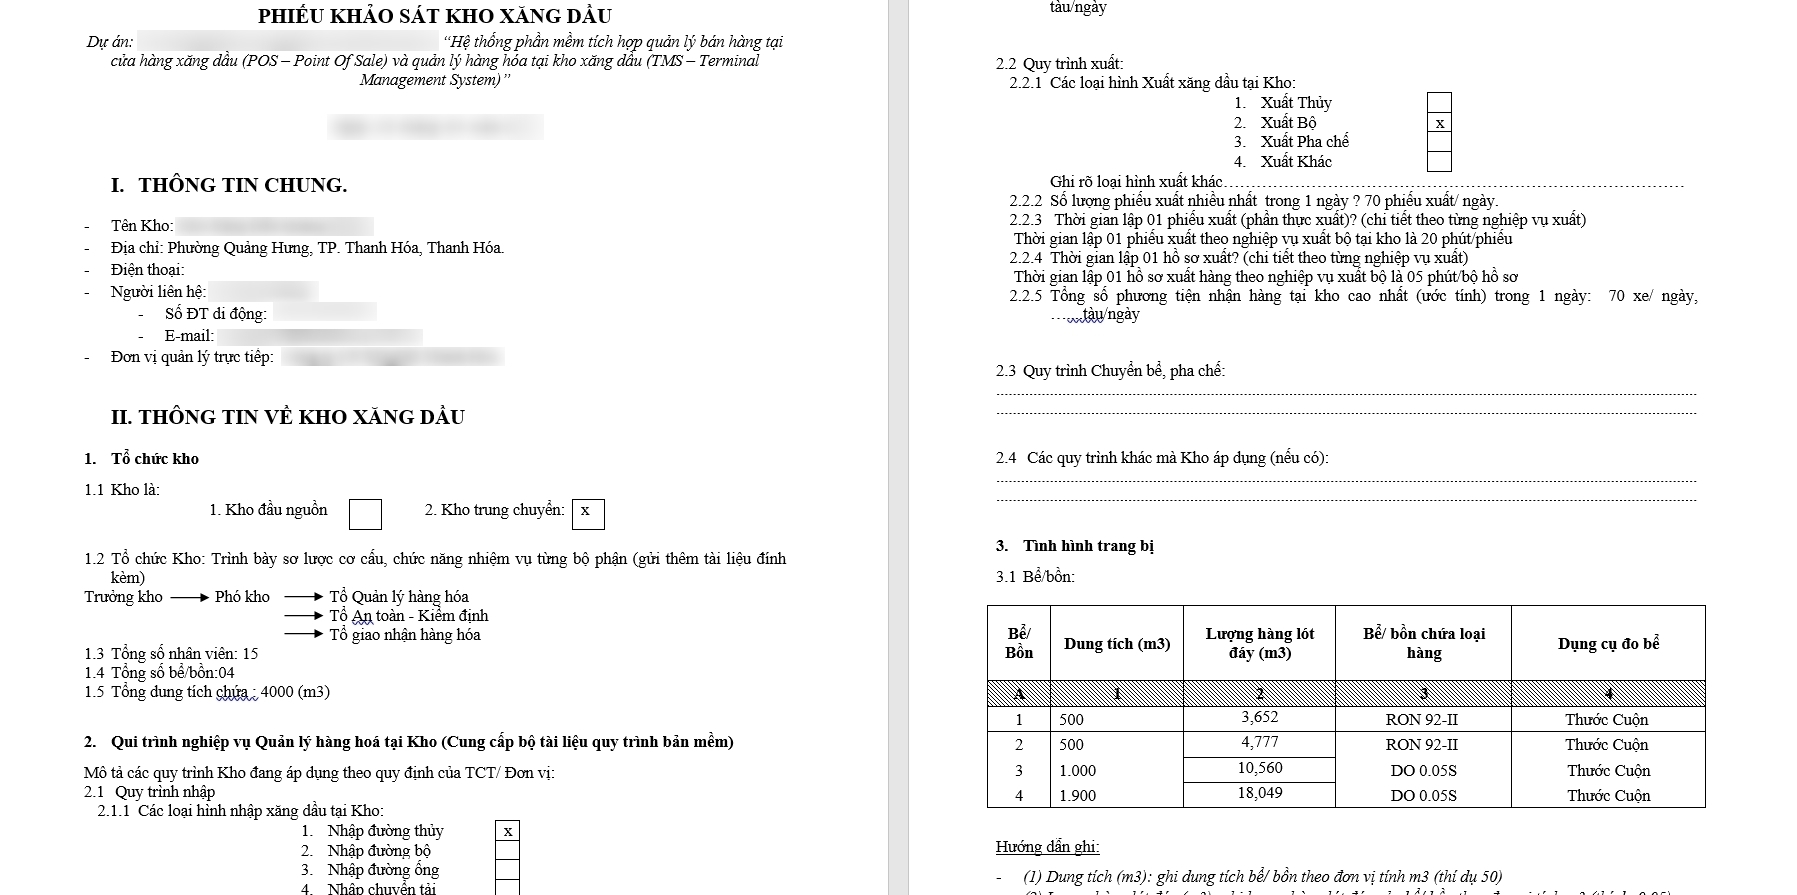 PHIẾU KHẢO SÁT KHO XĂNG DẦU
Dự án: “Hệ thống phần mềm tích hợp quản lý bán hàng tại
cửa hàng xăng dầu (POS – Point Of Sale) và quản lý hàng hóa tại kho xăng dầu (TMS – Terminal
Management System)”
I. THÔNG TIN CHUNG.
- Tên Kho:
- Địa chỉ: Phường Quảng Hưng, TP. Thanh Hóa, Thanh Hóa.
- Điện thoại:
- Người liên hệ:
- Số ĐT di động:
- E-mail:
- Đơn vị quản lý trực tiếp:
II. THÔNG TIN VỀ KHO XĂNG DẦU
1. Tổ chức kho
1.1 Kho là:
1. Kho đầu nguồn 2. Kho trung chuyển: x
1.2 Tổ chức Kho: Trình bày sơ lược cơ cấu, chức năng nhiệm vụ từng bộ phận (gửi thêm tài liệu đính
kèm)
Trưởng kho → Phó kho → Tổ Quản lý hàng hóa
→ Tổ An toàn - Kiểm định
→ Tổ giao nhận hàng hóa
1.3 Tổng số nhân viên: 15
1.4 Tổng số bể/bồn:04
1.5 Tổng dung tích chứa : 4000 (m3)
2. Qui trình nghiệp vụ Quản lý hàng hoá tại Kho (Cung cấp bộ tài liệu quy trình bản mềm)
Mô tả các quy trình Kho đang áp dụng theo quy định của TCT/ Đơn vị:
2.1 Quy trình nhập
2.1.1 Các loại hình nhập xăng dầu tại Kho:
1. Nhập đường thủy x
2. Nhập đường bộ
3. Nhập đường ống
4. Nhập chuyển tải
tàu/ngày
2.2 Quy trình xuất:
2.2.1 Các loại hình Xuất xăng dầu tại Kho:
1. Xuất Thủy
2. Xuất Bộ x
3. Xuất Pha chế
4. Xuất Khác
Ghi rõ loại hình xuất khác……………………………………………………………
2.2.2 Số lượng phiếu xuất nhiều nhất trong 1 ngày ? 70 phiếu xuất/ ngày.
2.2.3 Thời gian lập 01 phiếu xuất (phần thực xuất)? (chi tiết theo từng nghiệp vụ xuất)
Thời gian lập 01 phiếu xuất theo nghiệp vụ xuất bộ tại kho là 20 phút/phiếu
2.2.4 Thời gian lập 01 hồ sơ xuất? (chi tiết theo từng nghiệp vụ xuất)
Thời gian lập 01 hồ sơ xuất hàng theo nghiệp vụ xuất bộ là 05 phút/bộ hồ sơ
2.2.5 Tổng số phương tiện nhận hàng tại kho cao nhất (ước tính) trong 1 ngày: 70 xe/ ngày,
……tàu/ngày
2.3 Quy trình Chuyển bể, pha chế:
2.4 Các quy trình khác mà Kho áp dụng (nếu có):
3. Tình hình trang bị
3.1 Bể/bồn:
Bể/ Bồn Dung tích (m3) Lượng hàng lót đáy (m3) Bể/ bồn chứa loại hàng Dụng cụ đo bể
A 1 2 3 4
1 500 3,652 RON 92-II Thước Cuộn
2 500 4,777 RON 92-II Thước Cuộn
3 1.000 10,560 DO 0.05S Thước Cuộn
4 1.900 18,049 DO 0.05S Thước Cuộn
Hướng dẫn ghi:
- (1) Dung tích (m3): ghi dung tích bể/ bồn theo đơn vị tính m3 (thí dụ 50)